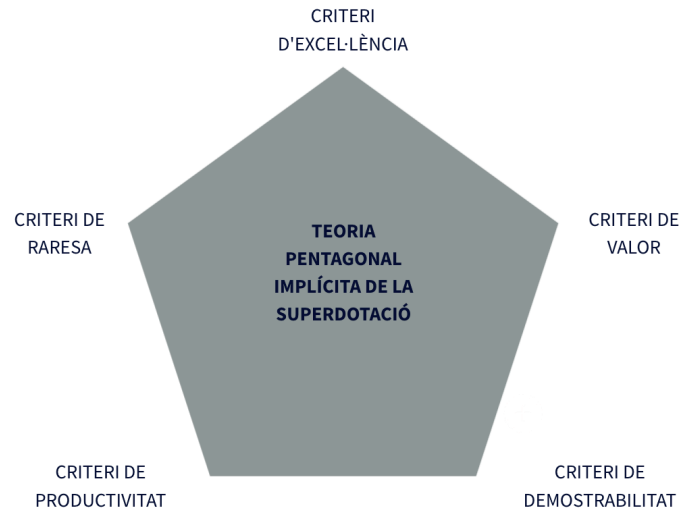 CRITERI
D'EXCEL·LÈNCIA
CRITERI DE
RARESA
CRITERI DE
VALOR
TEORIA
PENTAGONAL
IMPLÍCITA DE LA
SUPERDOTACIÓ
CRITERI DE
PRODUCTIVITAT
CRITERI DE
DEMOSTRABILITAT